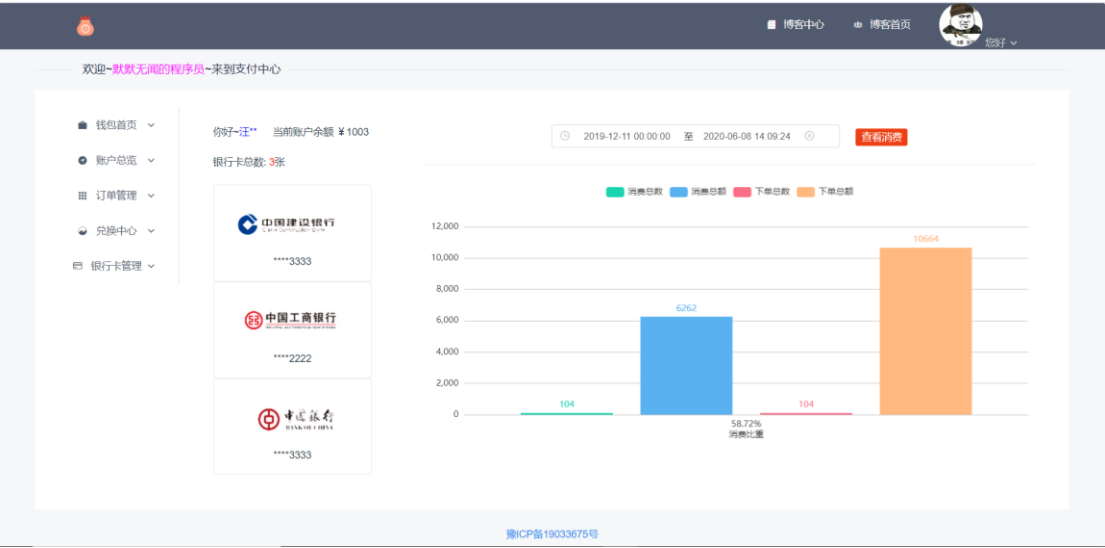 博客中心 博客首页 您好
欢迎~默默无闻的程序员~来到支付中心
钱包首页
账户总览
订单管理
兑换中心
银行卡管理
你好~汪** 当前账户余额 ¥1003
银行卡总数: 3张
中国建设银行
China Construction Bank
****3333
中国工商银行
****2222
中国银行
BANK OF CHINA
****3333
2019-12-11 00:00:00 至 2020-06-08 14:09:24 查看消费
消费总数 消费总额 下单总数 下单总额
12,000
10,000
8,000
6,000
4,000
2,000
0
104
6262
104
10664
58.72%
消费比重
豫ICP备19033675号